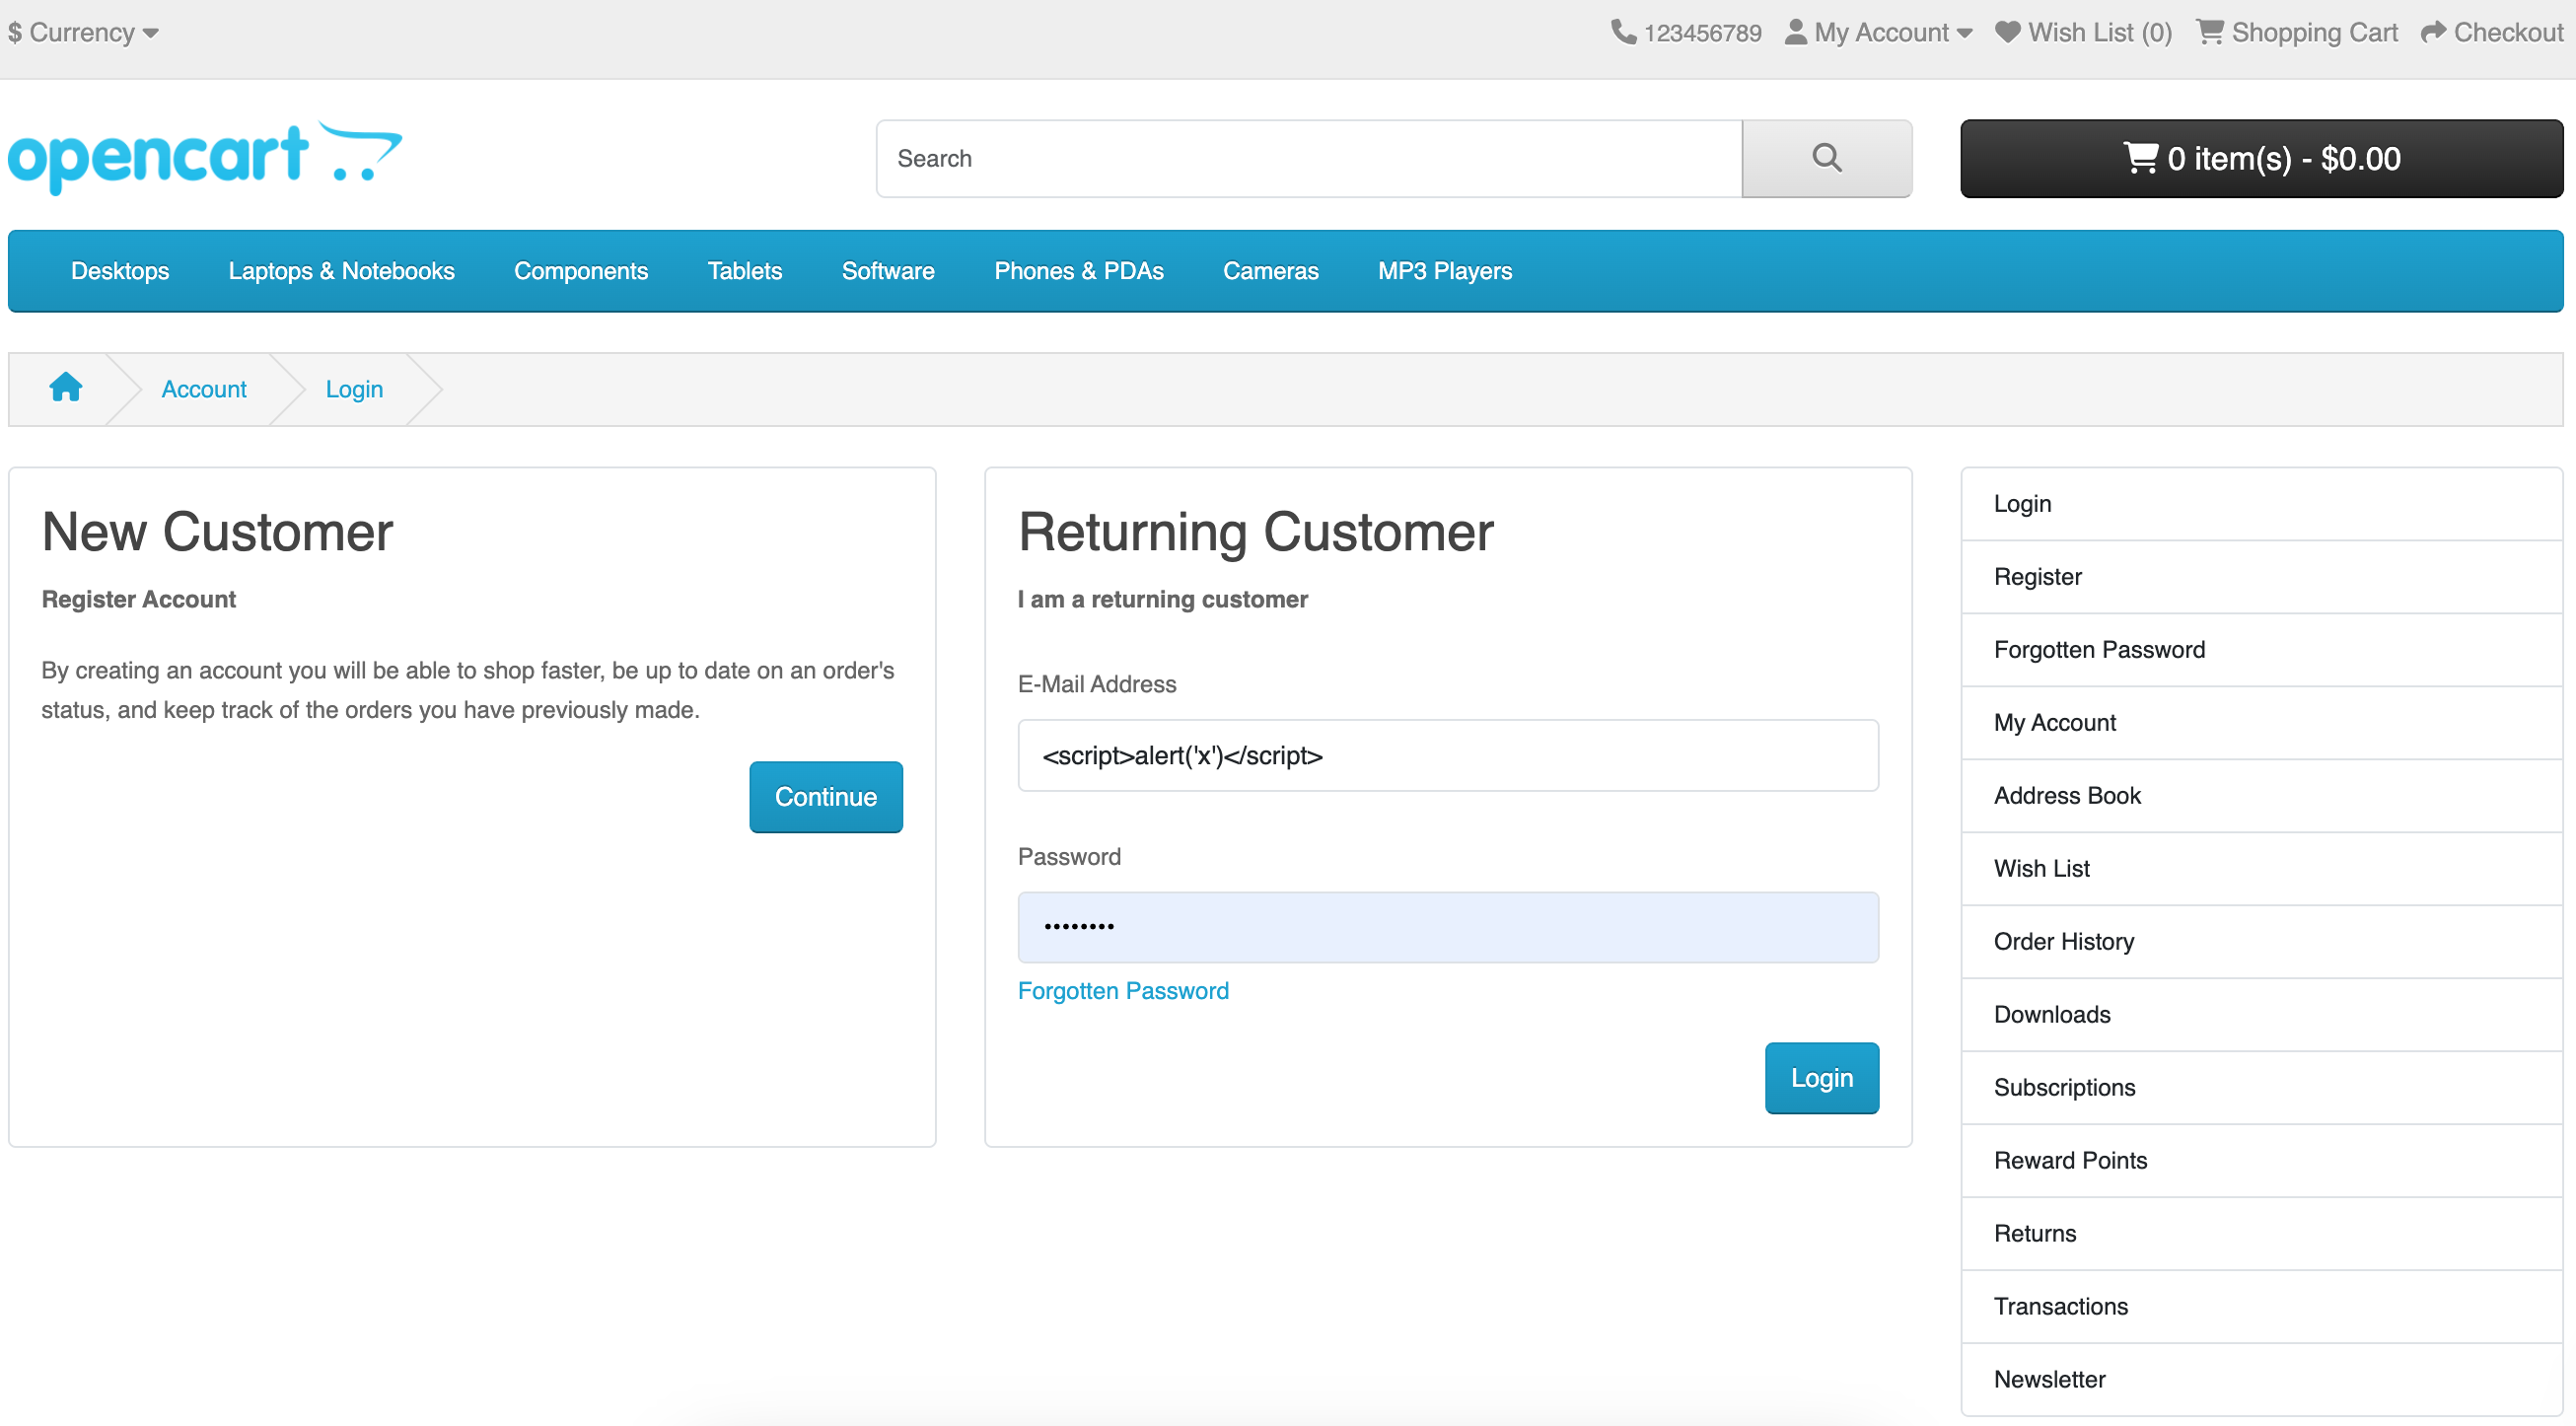 $ Currency
123456789 My Account Wish List (0) Shopping Cart Checkout
opencart
Search
0 item(s) - $0.00
Desktops Laptops & Notebooks Components Tablets Software Phones & PDAs Cameras MP3 Players
Account Login
New Customer
Register Account
By creating an account you will be able to shop faster, be up to date on an order's
status, and keep track of the orders you have previously made.
Continue
Returning Customer
I am a returning customer
E-Mail Address
<script>alert('x')</script>
Password
••••••••
Forgotten Password
Login
Login
Register
Forgotten Password
My Account
Address Book
Wish List
Order History
Downloads
Subscriptions
Reward Points
Returns
Transactions
Newsletter